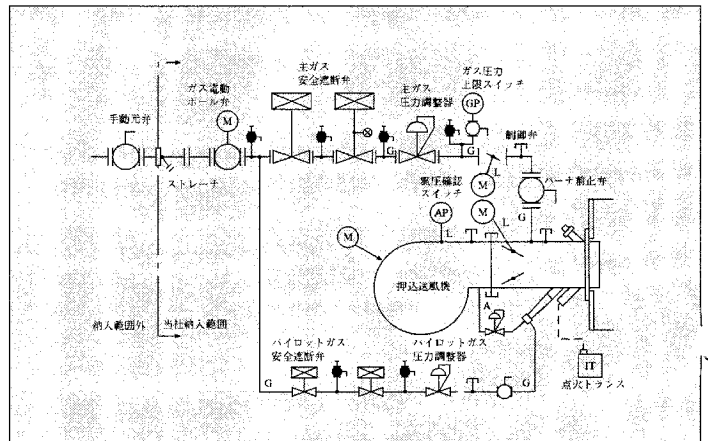 主ガス
安全遮断弁
ガス圧力
上限スイッチ
ガス電動
ボール弁
主ガス
圧力調整器
GP
手動元弁
M
制御弁
G
G
L
ストレーナ
風圧確認
スイッチ
M
バーナ前止弁
AP
M
G
L
L
M
押込送風機
A
納入範囲外
当社納入範囲
パイロットガス
安全遮断弁
パイロットガス
圧力調整器
IT
G
G
点火トランス